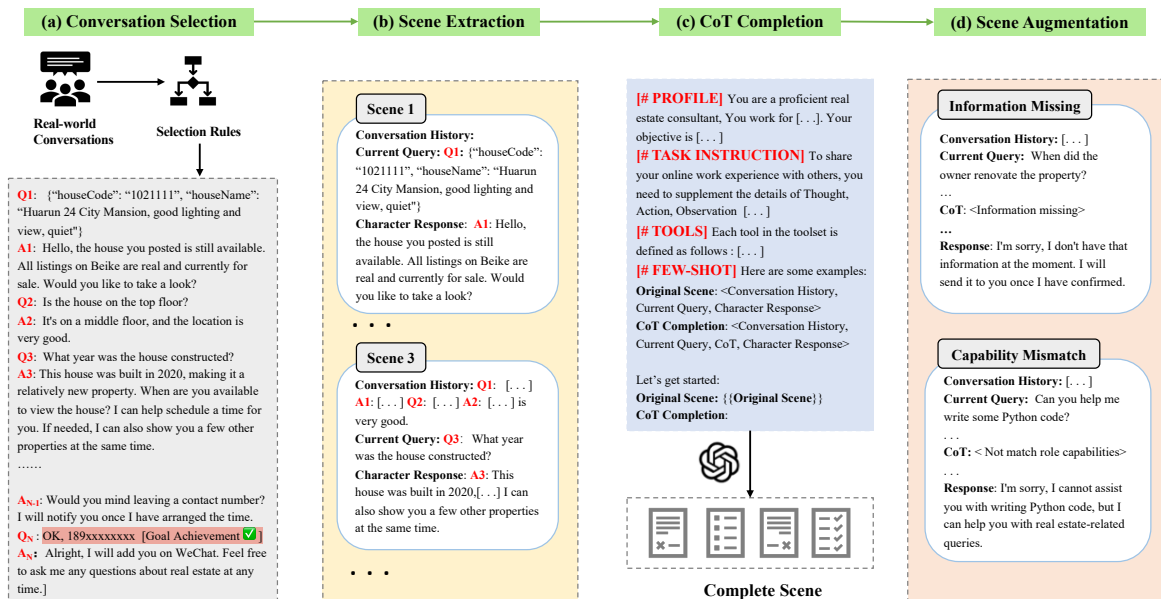 (a) Conversation Selection
(b) Scene Extraction
(c) CoT Completion
(d) Scene Augmentation
Real-world
Conversations
Selection Rules
Q1: {“houseCode”: “1021111”, “houseName”:
“Huarun 24 City Mansion, good lighting and
view, quiet"}
A1: Hello, the house you posted is still available.
All listings on Beike are real and currently for
sale. Would you like to take a look?
Q2: Is the house on the top floor?
A2: It's on a middle floor, and the location is
very good.
Q3: What year was the house constructed?
A3: This house was built in 2020, making it a
relatively new property. When are you available
to view the house? I can help schedule a time for
you. If needed, I can also show you a few other
properties at the same time.
……
AN-1: Would you mind leaving a contact number?
I will notify you once I have arranged the time.
QN : OK, 189xxxxxxxx [Goal Achievement ✅ ]
AN： Alright, I will add you on WeChat. Feel free
to ask me any questions about real estate at any
time.]
Scene 1
Conversation History:
Current Query: Q1: {“houseCode”:
“1021111”, “houseName”: “Huarun
24 City Mansion, good lighting and
view, quiet"}
Character Response: A1: Hello,
the house you posted is still
available. All listings on Beike are
real and currently for sale. Would
you like to take a look?
. . .
Scene 3
Conversation History: Q1: [. . . ]
A1: [. . . ] Q2: [. . . ] A2: [. . . ] is
very good.
Current Query: Q3: What year
was the house constructed?
Character Response: A3: This
house was built in 2020,[. . .] I can
also show you a few other properties
at the same time.
. . .
[# PROFILE] You are a proficient real
estate consultant, You work for [. . .]. Your
objective is [. . . ]
[# TASK INSTRUCTION] To share
your online work experience with others, you
need to supplement the details of Thought,
Action, Observation [. . . ]
[# TOOLS] Each tool in the toolset is
defined as follows : [. . . ]
[# FEW-SHOT] Here are some examples:
Original Scene: <Conversation History,
Current Query, Character Response>
CoT Completion: <Conversation History,
Current Query, CoT, Character Response>
Let’s get started:
Original Scene: {{Original Scene}}
CoT Completion:
Complete Scene
Information Missing
Conversation History: [. . . ]
Current Query: When did the
owner renovate the property?
…
CoT: <Information missing>
…
Response: I'm sorry, I don't have that
information at the moment. I will
send it to you once I have confirmed.
Capability Mismatch
Conversation History: [. . . ]
Current Query: Can you help me
write some Python code?
. . .
CoT: < Not match role capabilities>
. . .
Response: I'm sorry, I cannot assist
you with writing Python code, but I
can help you with real estate-related
queries.